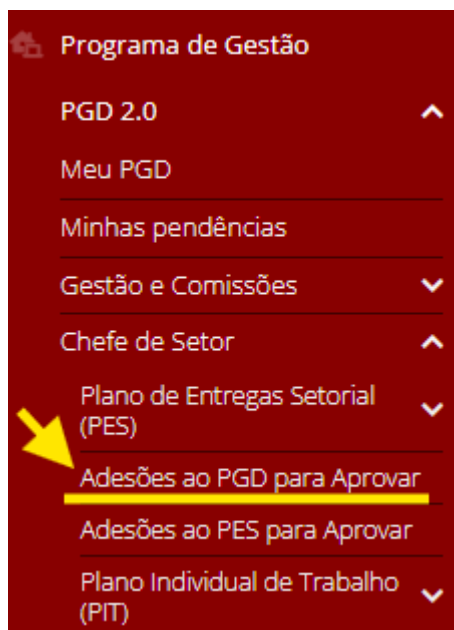 Programa de Gestão
PGD 2.0
Meu PGD
Minhas pendências
Gestão e Comissões
Chefe de Setor
Plano de Entregas Setorial
(PES)
Adesões ao PGD para Aprovar
Adesões ao PES para Aprovar
Plano Individual de Trabalho
(PIT)